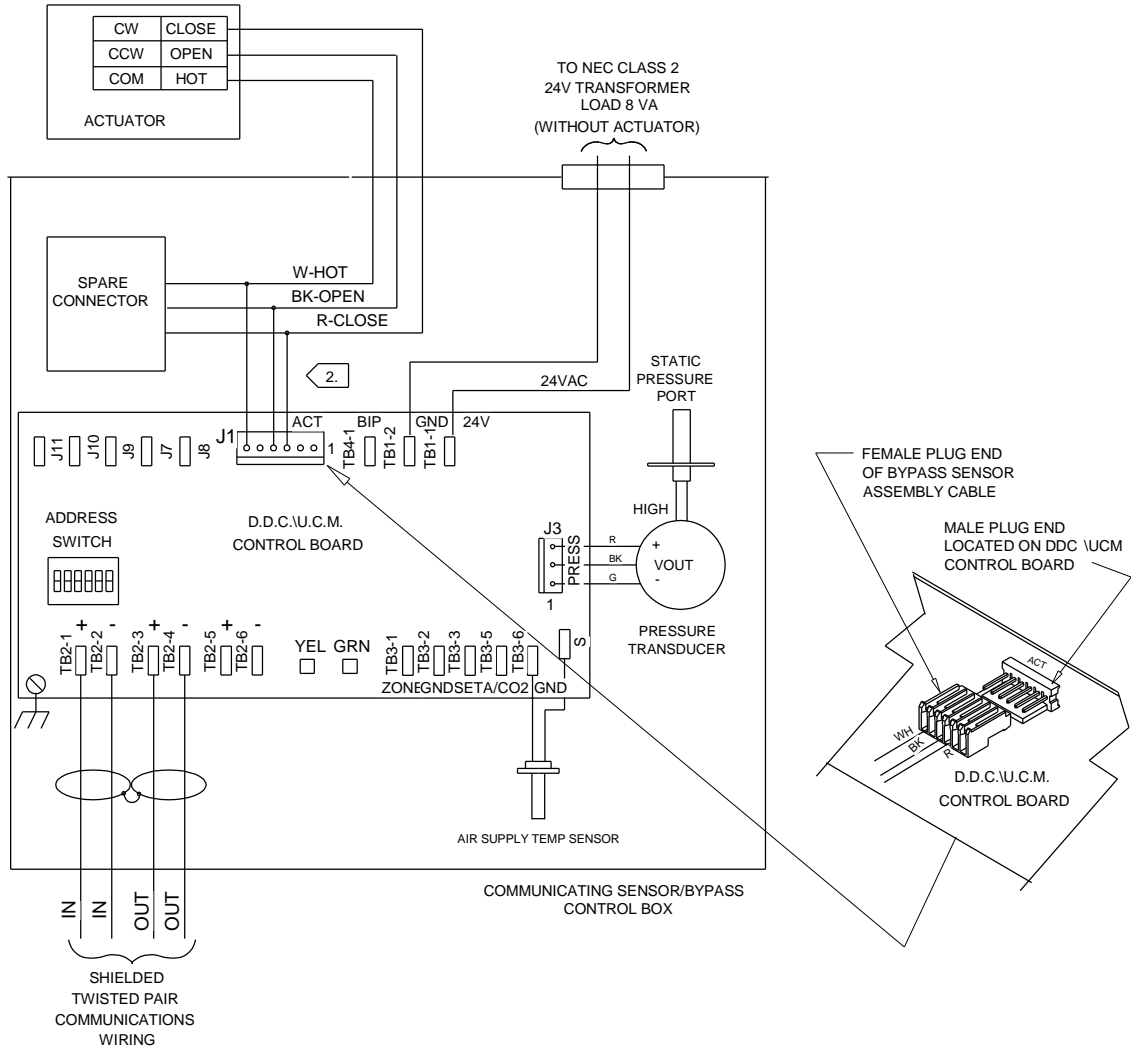 CW CLOSE
CCW OPEN
COM HOT
ACTUATOR
TO NEC CLASS 2
24V TRANSFORMER
LOAD 8 VA
(WITHOUT ACTUATOR)
SPARE
CONNECTOR
W-HOT
BK-OPEN
R-CLOSE
2.
24VAC
STATIC
PRESSURE
PORT
J11
J10
J9
J7
J8
J1
ACT
1
BIP
GND
24V
TB4-1
TB1-2
TB1-1
ADDRESS
SWITCH
D.D.C.\U.C.M.
CONTROL BOARD
HIGH
J3
PRESS
1
R
BK
G
+
VOUT
-
PRESSURE
TRANSDUCER
+
-
+
-
+
-
TB2-1
TB2-2
TB2-3
TB2-4
TB2-5
TB2-6
YEL GRN
TB3-1
TB3-2
TB3-3
TB3-5
TB3-6
S
ZONE GND SET A/CO2 GND
AIR SUPPLY TEMP SENSOR
COMMUNICATING SENSOR/BYPASS
CONTROL BOX
IN
IN
OUT
OUT
SHIELDED
TWISTED PAIR
COMMUNICATIONS
WIRING
FEMALE PLUG END
OF BYPASS SENSOR
ASSEMBLY CABLE
MALE PLUG END
LOCATED ON DDC \UCM
CONTROL BOARD
ACT
WH
BK
R
D.D.C.\U.C.M.
CONTROL BOARD